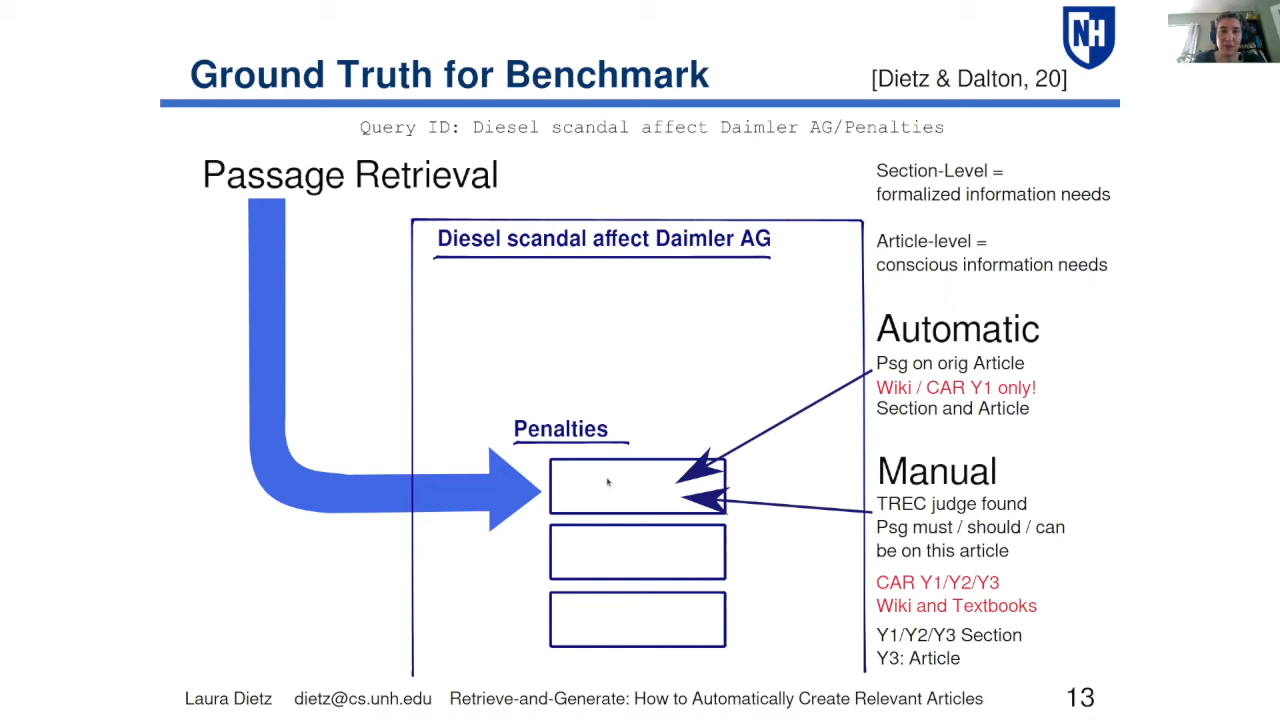 NH
Ground Truth for Benchmark
[Dietz & Dalton, 20]
Query ID: Diesel scandal affect Daimler AG/Penalties
Passage Retrieval
Diesel scandal affect Daimler AG
Penalties
Section-Level =
formalized information needs
Article-level =
conscious information needs
Automatic
Psg on orig Article
Wiki / CAR Y1 only!
Section and Article
Manual
TREC judge found
Psg must / should / can
be on this article
CAR Y1/Y2/Y3
Wiki and Textbooks
Y1/Y2/Y3 Section
Y3: Article
Laura Dietz dietz@cs.unh.edu Retrieve-and-Generate: How to Automatically Create Relevant Articles 13